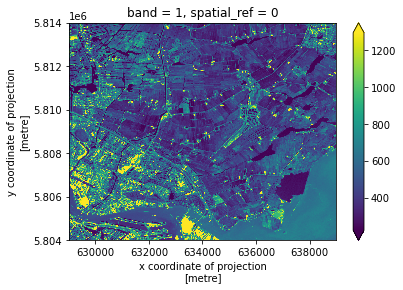 band = 1, spatial_ref = 0
1e6
5.814
5.812
5.810
5.808
5.806
5.804
y coordinate of projection
[metre]
630000
632000
634000
636000
638000
x coordinate of projection
[metre]
1200
1000
800
600
400